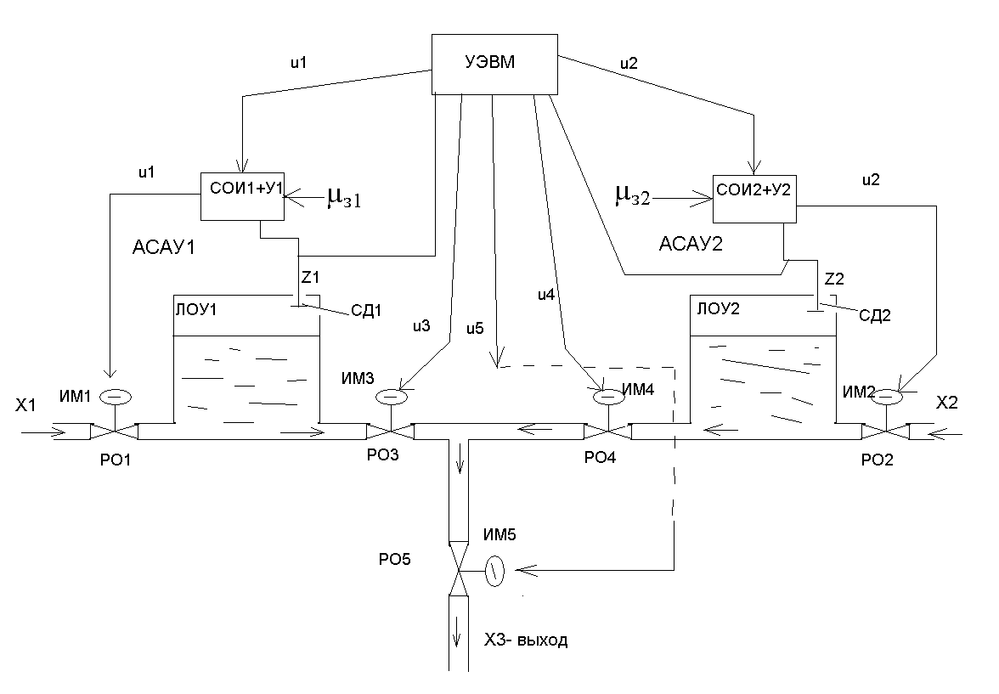 УЭВМ
u1
u2
u1
СОИ1+У1
μз1
μз2
СОИ2+У2
u2
АСАУ1
АСАУ2
Z1
Z2
ЛОУ1
СД1
u3
u5
u4
ЛОУ2
СД2
ИМ1
ИМ3
ИМ4
ИМ2
X1
X2
РО1
РО3
РО4
РО2
ИМ5
РО5
X3- выход